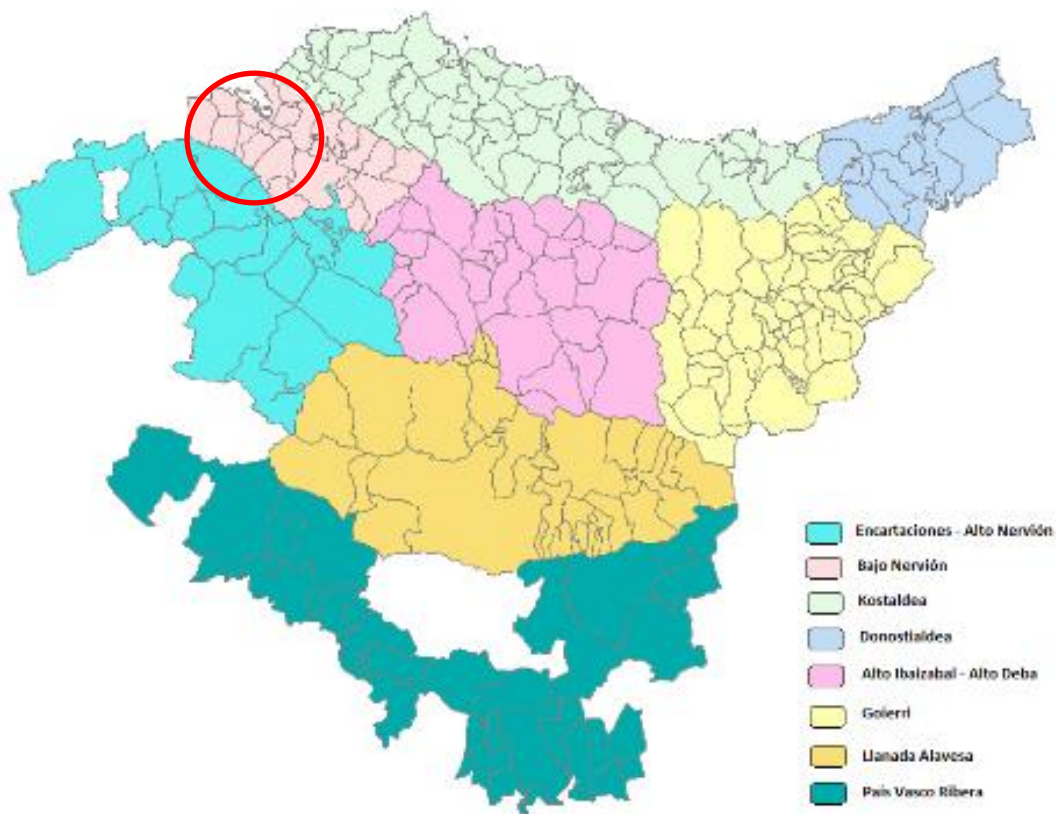 Encartaciones - Alto Nervión
Bajo Nervión
Kostaldea
Donostialdea
Alto Ibaizabal - Alto Deba
Goierri
Llanada Alavesa
País Vasco Ribera